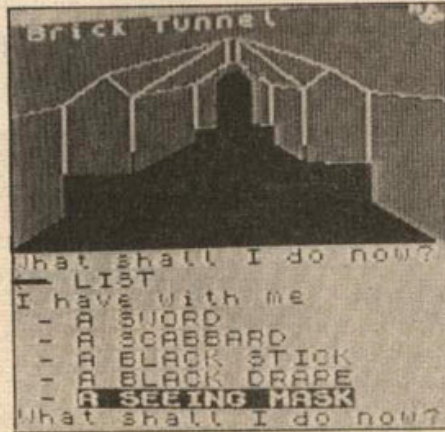 Brick Tunnel
What shall I do now?
- LIST
I have with me
- A SWORD
- A SCABBARD
- A BLACK STICK
- A BLACK DRAPE
- A SEEING MASK
What shall I do now?